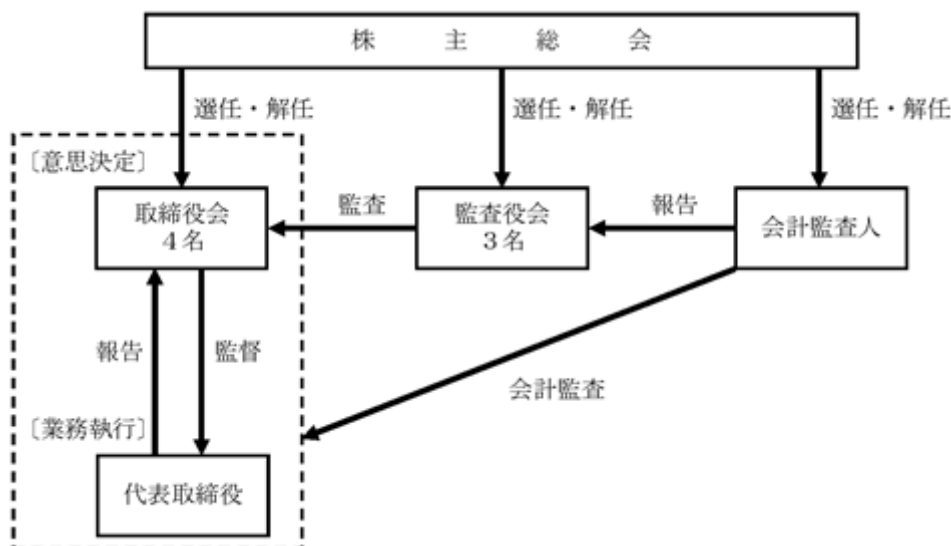 株主総会
選任・解任
選任・解任
選任・解任
〔意思決定〕
取締役会
4名
監査
監査役会
3名
報告
会計監査人
報告
監督
会計監査
〔業務執行〕
代表取締役